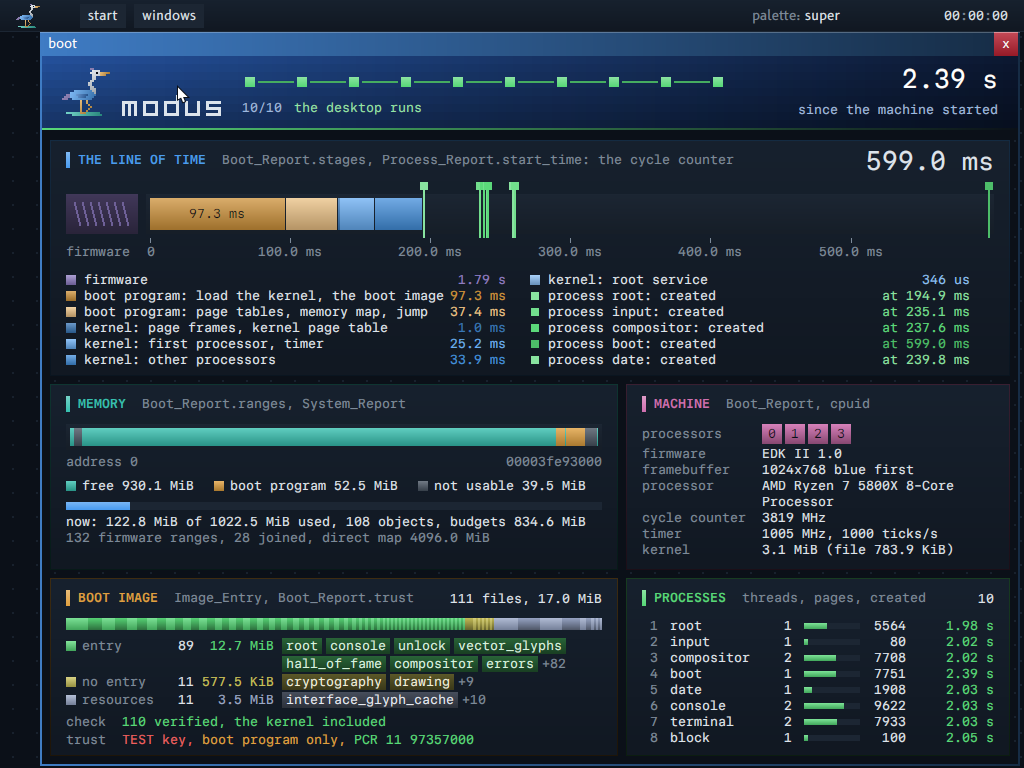 start windows palette: super 00:00:00
boot x
MODUS
10/10 the desktop runs
2.39 s
since the machine started
THE LINE OF TIME Boot_Report.stages, Process_Report.start_time: the cycle counter 599.0 ms
97.3 ms
firmware 0 100.0 ms 200.0 ms 300.0 ms 400.0 ms 500.0 ms
firmware 1.79 s
boot program: load the kernel, the boot image 97.3 ms
boot program: page tables, memory map, jump 37.4 ms
kernel: page frames, kernel page table 1.0 ms
kernel: first processor, timer 25.2 ms
kernel: other processors 33.9 ms
kernel: root service 346 us
process root: created at 194.9 ms
process input: created at 235.1 ms
process compositor: created at 237.6 ms
process boot: created at 599.0 ms
process date: created at 239.8 ms
MEMORY Boot_Report.ranges, System_Report
address 0 00003fe93000
free 930.1 MiB boot program 52.5 MiB not usable 39.5 MiB
now: 122.8 MiB of 1022.5 MiB used, 108 objects, budgets 834.6 MiB
132 firmware ranges, 28 joined, direct map 4096.0 MiB
MACHINE Boot_Report, cpuid
processors 0 1 2 3
firmware EDK II 1.0
framebuffer 1024x768 blue first
processor AMD Ryzen 7 5800X 8-Core
Processor
cycle counter 3819 MHz
timer 1005 MHz, 1000 ticks/s
kernel 3.1 MiB (file 783.9 KiB)
BOOT IMAGE Image_Entry, Boot_Report.trust 111 files, 17.0 MiB
entry 89 12.7 MiB root console unlock vector_glyphs
hall_of_fame compositor errors +82
no entry 11 577.5 KiB cryptography drawing +9
resources 11 3.5 MiB interface_glyph_cache +10
check 110 verified, the kernel included
trust TEST key, boot program only, PCR 11 97357000
PROCESSES threads, pages, created 10
1 root 1 5564 1.98 s
2 input 1 80 2.02 s
3 compositor 2 7708 2.02 s
4 boot 1 7751 2.39 s
5 date 1 1908 2.03 s
6 console 2 9622 2.03 s
7 terminal 2 7933 2.03 s
8 block 1 100 2.05 s